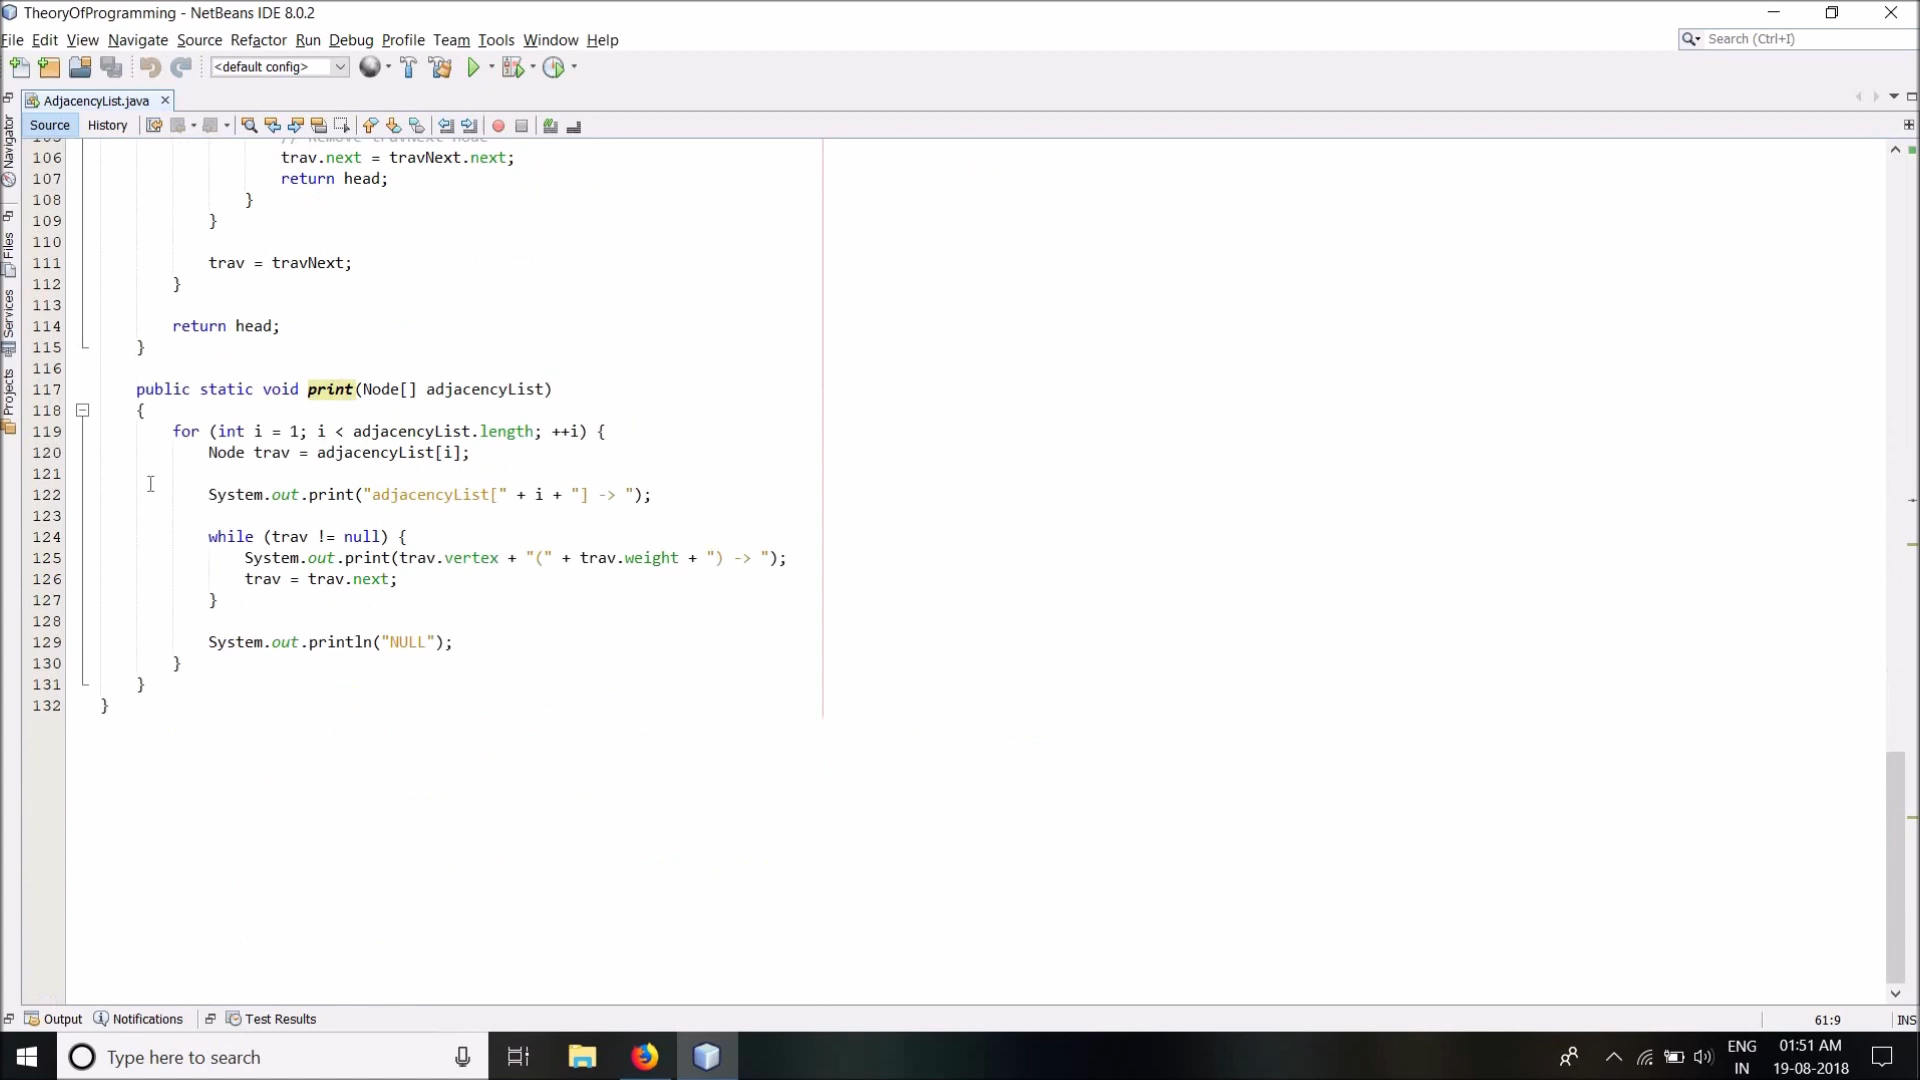 TheoryOfProgramming - NetBeans IDE 8.0.2
File Edit View Navigate Source Refactor Run Debug Profile Team Tools Window Help
Search (Ctrl+I)
<default config>
AdjacencyList.java
Source History
Navigator
Files
Services
Projects
// Remove travNext node
106 trav.next = travNext.next;
107 return head;
108 }
109 }
110
111 trav = travNext;
112 }
113
114 return head;
115 }
116
117 public static void print(Node[] adjacencyList)
118 {
119 for (int i = 1; i < adjacencyList.length; ++i) {
120 Node trav = adjacencyList[i];
121
122 System.out.print("adjacencyList[" + i + "] -> ");
123
124 while (trav != null) {
125 System.out.print(trav.vertex + "(" + trav.weight + ") -> ");
126 trav = trav.next;
127 }
128
129 System.out.println("NULL");
130 }
131 }
132 }
Output Notifications Test Results
61:9 INS
Type here to search
ENG
IN
01:51 AM
19-08-2018